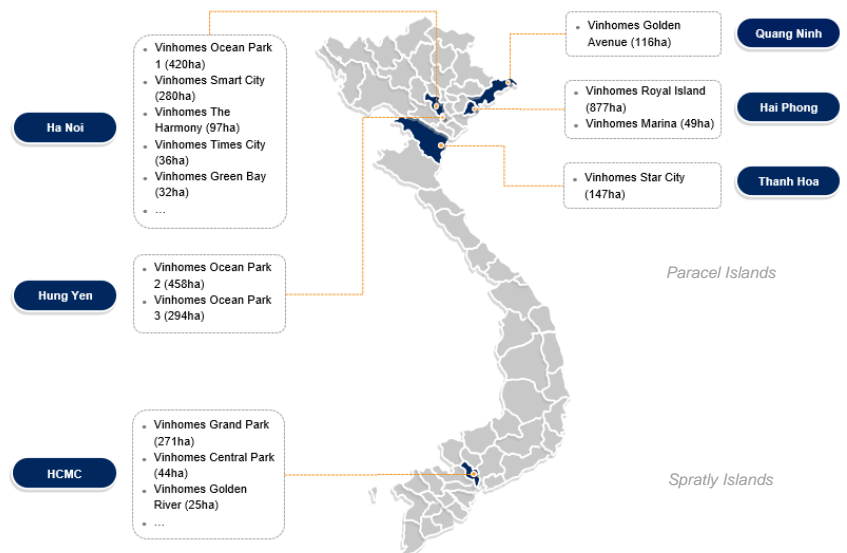 Ha Noi
• Vinhomes Ocean Park
1 (420ha)
• Vinhomes Smart City
(280ha)
• Vinhomes The
Harmony (97ha)
• Vinhomes Times City
(36ha)
• Vinhomes Green Bay
(32ha)
• ...
• Vinhomes Golden
Avenue (116ha)
Quang Ninh
• Vinhomes Royal Island
(877ha)
• Vinhomes Marina (49ha)
Hai Phong
• Vinhomes Star City
(147ha)
Thanh Hoa
Hung Yen
• Vinhomes Ocean Park
2 (458ha)
• Vinhomes Ocean Park
3 (294ha)
Paracel Islands
HCMC
• Vinhomes Grand Park
(271ha)
• Vinhomes Central Park
(44ha)
• Vinhomes Golden
River (25ha)
• ...
Spratly Islands